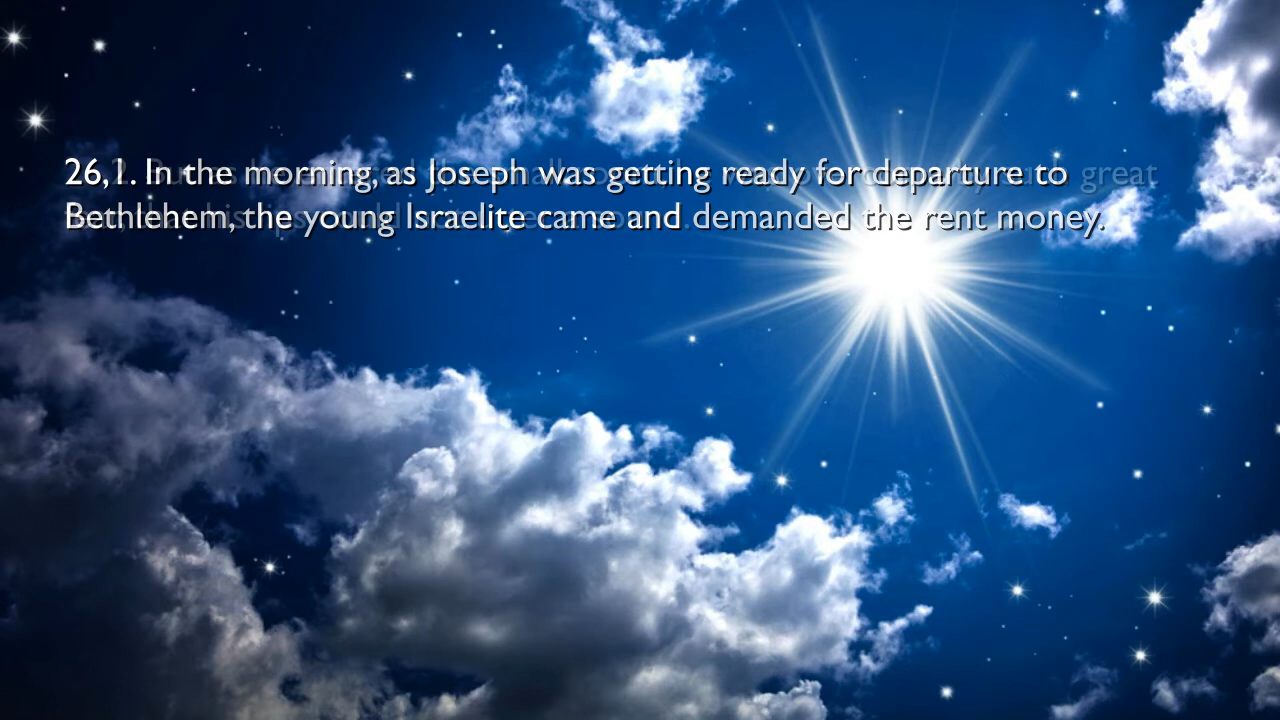 26,1. In the morning, as Joseph was getting ready for departure to great
Bethlehem, the young Israelite came and demanded the rent money.